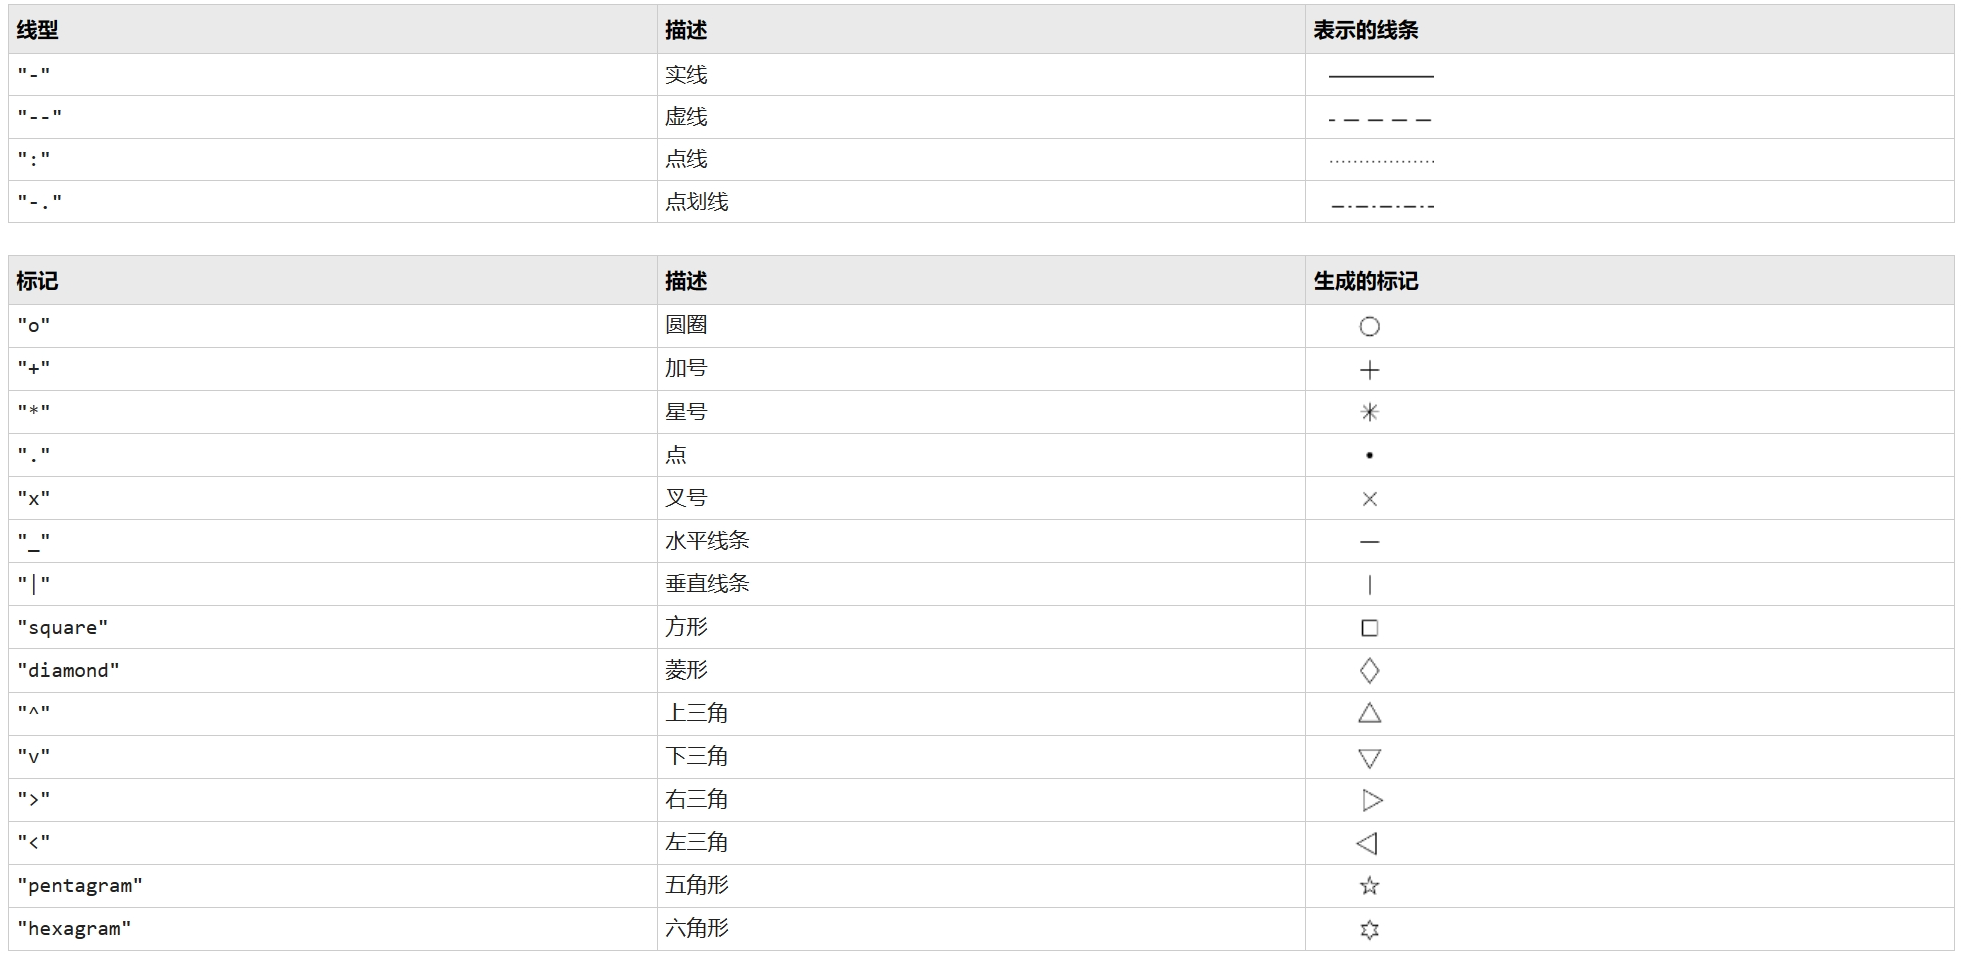 线型 描述 表示的线条
"-" 实线
"--" 虚线
":" 点线
"-." 点划线
标记 描述 生成的标记
"o" 圆圈
"+" 加号
"*" 星号
"." 点
"x" 叉号
"_" 水平线条
"|" 垂直线条
"square" 方形
"diamond" 菱形
"^" 上三角
"v" 下三角
">" 右三角
"<" 左三角
"pentagram" 五角形
"hexagram" 六角形